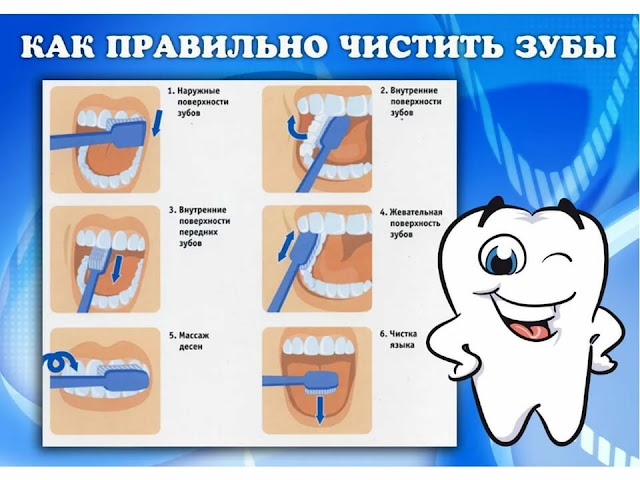 КАК ПРАВИЛЬНО ЧИСТИТЬ ЗУБЫ
1. Наружные
поверхности
зубов
2. Внутренние
поверхности
зубов
3. Внутренние
поверхности
передних
зубов
4. Жевательная
поверхность
зубов
5. Массаж
десен
6. Чистка
языка